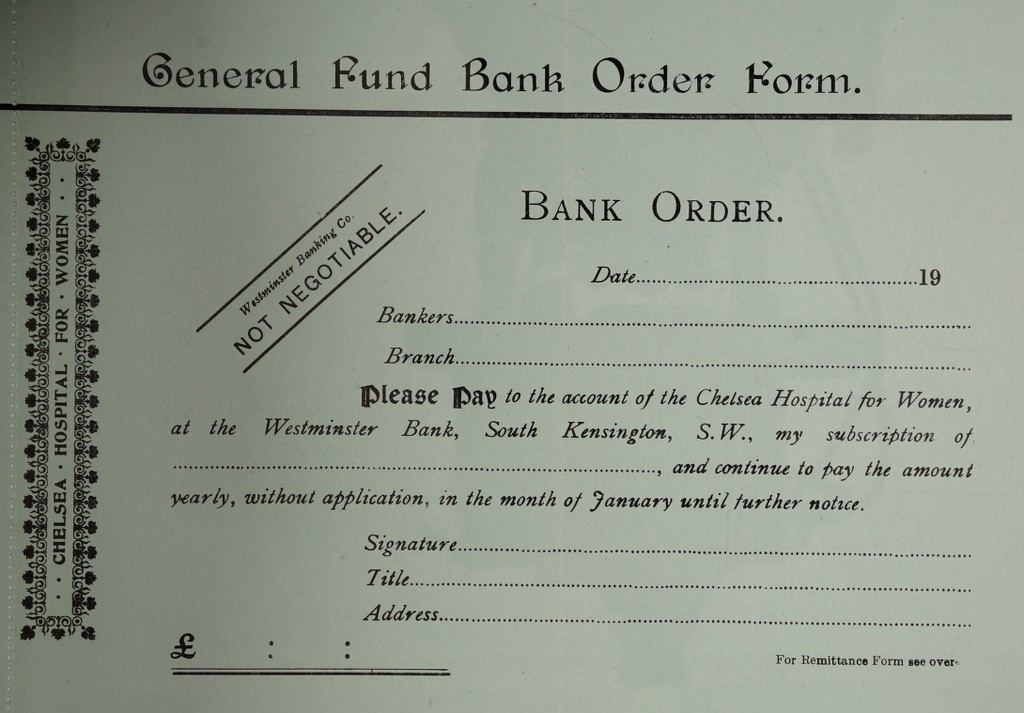 General Fund Bank Order Form.
· · CHELSEA · HOSPITAL · FOR · WOMEN · ·
Westminster Banking Co.
NOT NEGOTIABLE.
BANK ORDER.
Date.......................................................19
Bankers.......................................................
Branch.......................................................
Please Pay to the account of the Chelsea Hospital for Women,
at the Westminster Bank, South Kensington, S.W., my subscription of
......................................................., and continue to pay the amount
yearly, without application, in the month of January until further notice.
Signature.......................................................
Title.......................................................
Address.......................................................
£ : :
For Remittance Form see over.